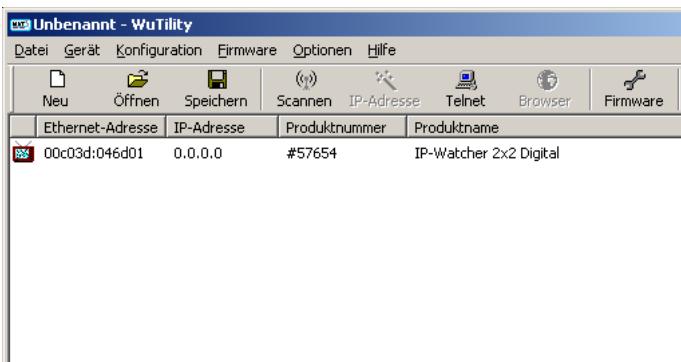 Unbenannt - WuTility
Datei Gerät Konfiguration Firmware Optionen Hilfe
Neu Öffnen Speichern Scannen IP-Adresse Telnet Browser Firmware
Ethernet-Adresse IP-Adresse Produktnummer Produktname
00c03d:046d01 0.0.0.0 #57654 IP-Watcher 2x2 Digital